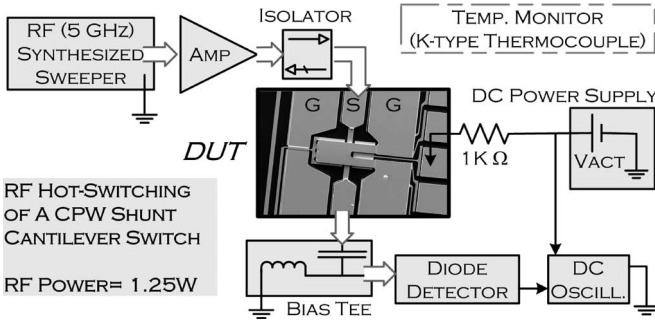 RF (5 GHz)
SYNTHESIZED
SWEEPER
AMP
ISOLATOR
TEMP. MONITOR
(K-TYPE THERMOCOUPLE)
G S G
DUT
1K Ω
DC POWER SUPPLY
VACT
RF HOT-SWITCHING
OF A CPW SHUNT
CANTILEVER SWITCH
RF POWER= 1.25W
BIAS TEE
DIODE
DETECTOR
DC
OSCILL.